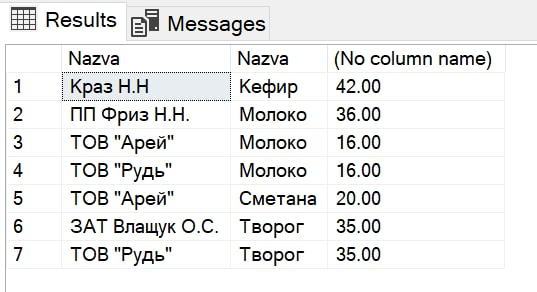 Results Messages
Nazva Nazva (No column name)
1 Краз Н.Н Кефир 42.00
2 ПП Фриз Н.Н. Молоко 36.00
3 ТОВ "Арей" Молоко 16.00
4 ТОВ "Рудь" Молоко 16.00
5 ТОВ "Арей" Сметана 20.00
6 ЗАТ Влащук О.С. Творог 35.00
7 ТОВ "Рудь" Творог 35.00